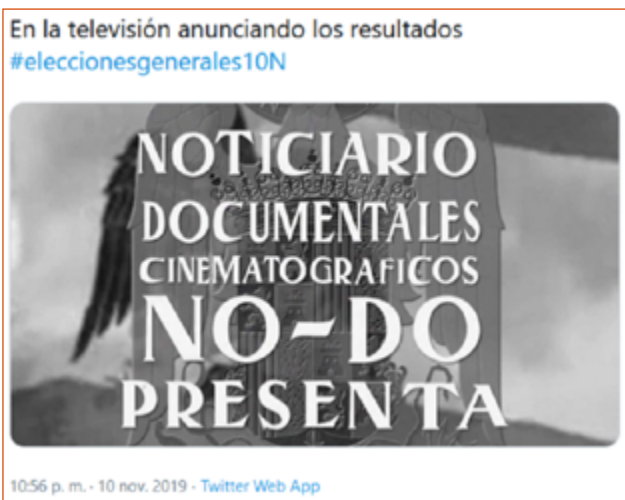 En la televisión anunciando los resultados
#eleccionesgenerales10N
NOTICIARIO
DOCUMENTALES
CINEMATOGRAFICOS
NO-DO
PRESENTA
10:56 p. m. · 10 nov. 2019 · Twitter Web App